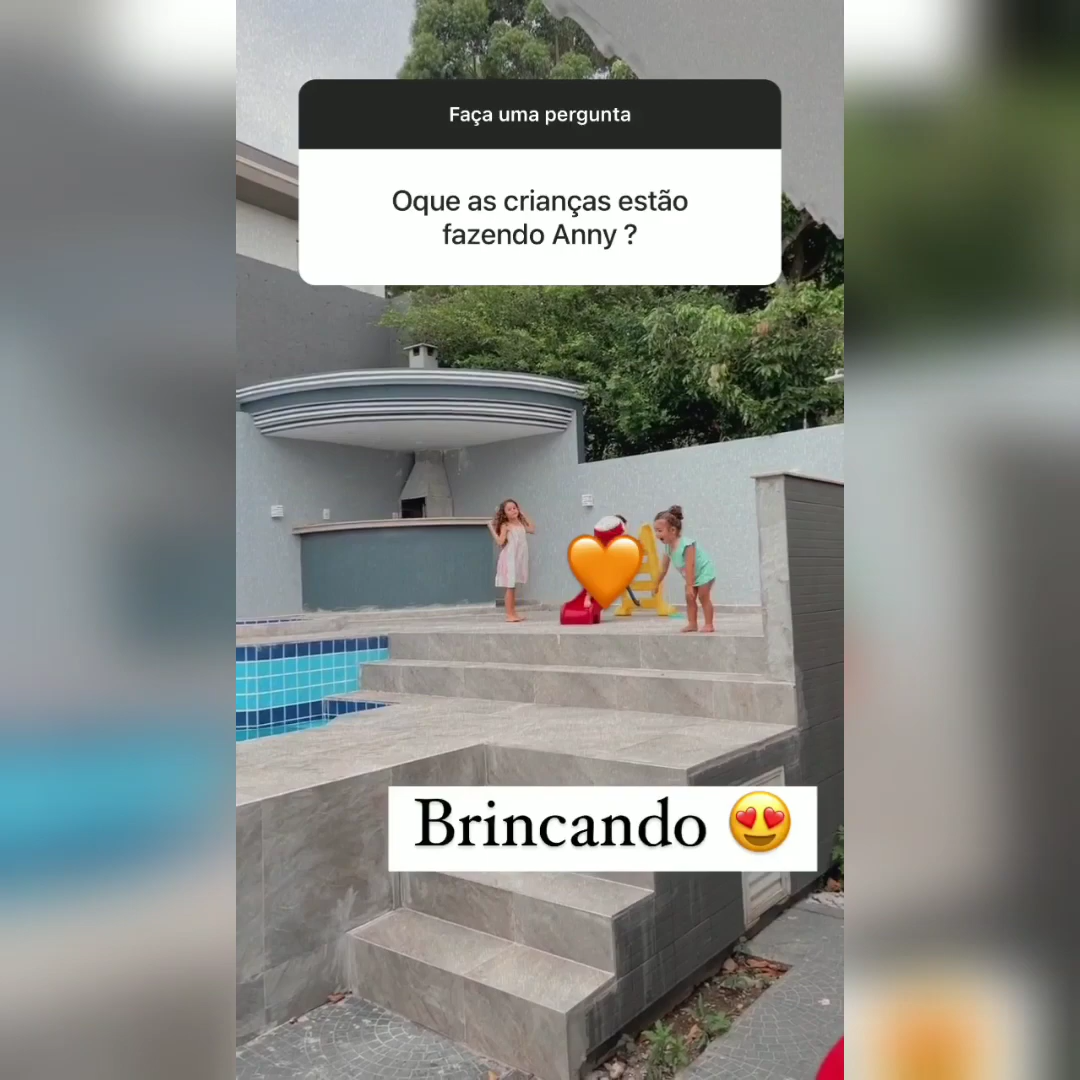 Faça uma pergunta
Oque as crianças estão
fazendo Anny ?
Brincando 😍